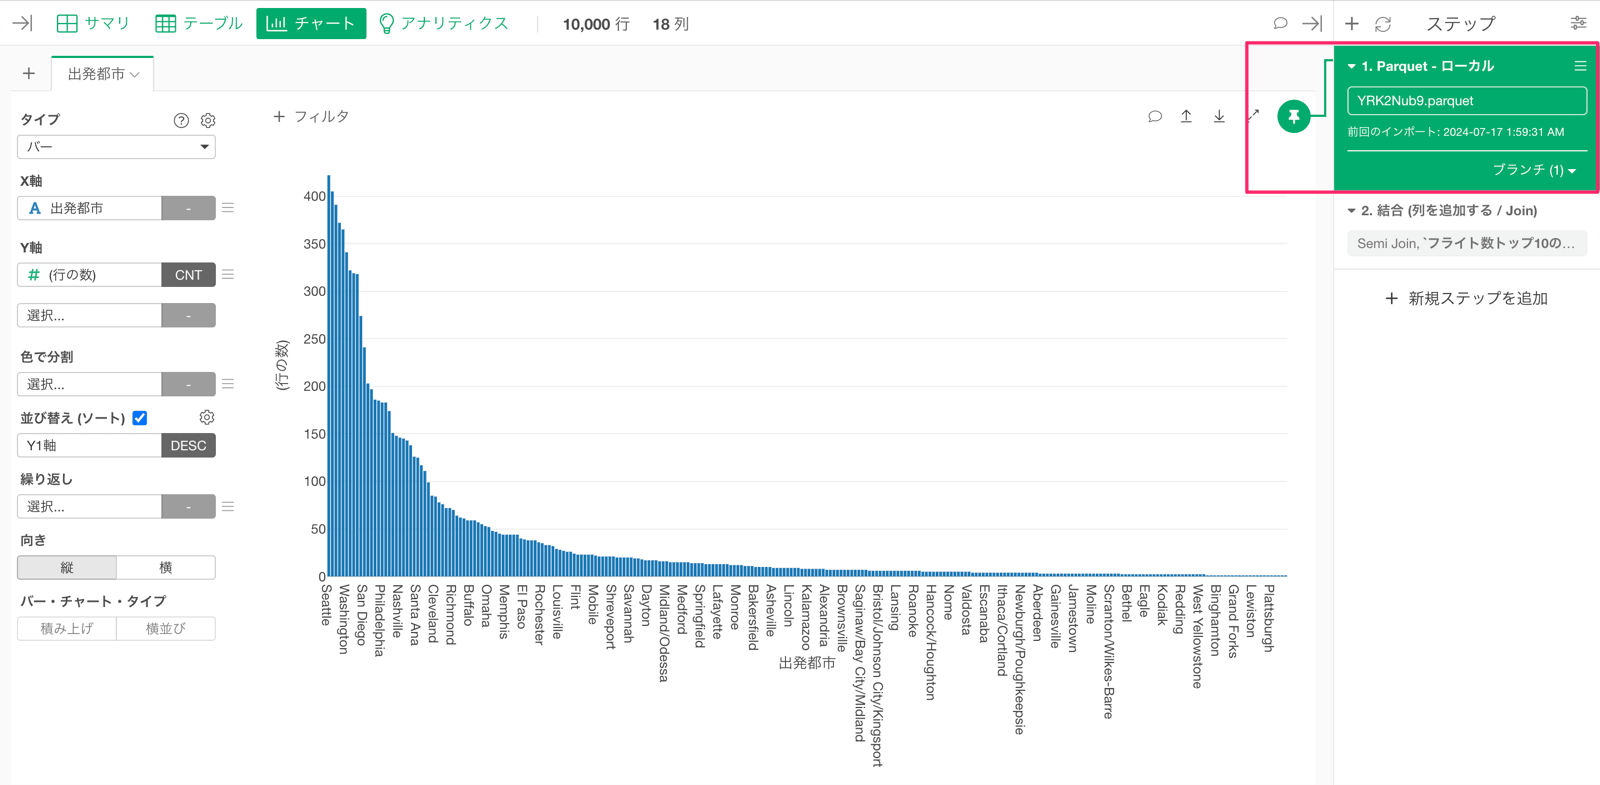 サマリ
テーブル
チャート
アナリティクス
10,000 行
18 列
ステップ
出発都市
タイプ
バー
X軸
A 出発都市
-
Y軸
# (行の数)
CNT
選択...
-
色で分割
選択...
-
並び替え (ソート)
Y1軸
DESC
繰り返し
選択...
-
向き
縦
横
バー・チャート・タイプ
積み上げ
横並び
+ フィルタ
400
350
300
250
200
150
100
50
0
(行の数)
Seattle
Washington
San Diego
Philadelphia
Nashville
Santa Ana
Cleveland
Richmond
Buffalo
Omaha
Memphis
El Paso
Rochester
Louisville
Flint
Mobile
Shreveport
Savannah
Dayton
Midland/Odessa
Medford
Springfield
Lafayette
Monroe
Bakersfield
Asheville
Lincoln
Kalamazoo
Alexandria
Brownsville
Saginaw/Bay City/Midland
Bristol/Johnson City/Kingsport
Lansing
Roanoke
Hancock/Houghton
Nome
Valdosta
Escanaba
Ithaca/Cortland
Newburgh/Poughkeepsie
Aberdeen
Gainesville
Jamestown
Moline
Scranton/Wilkes-Barre
Bethel
Eagle
Kodiak
Redding
West Yellowstone
Binghamton
Grand Forks
Lewiston
Plattsburgh
出発都市
1. Parquet - ローカル
YRK2Nub9.parquet
前回のインポート: 2024-07-17 1:59:31 AM
ブランチ (1)
2. 結合 (列を追加する / Join)
Semi Join, `フライト数トップ10の...
+ 新規ステップを追加